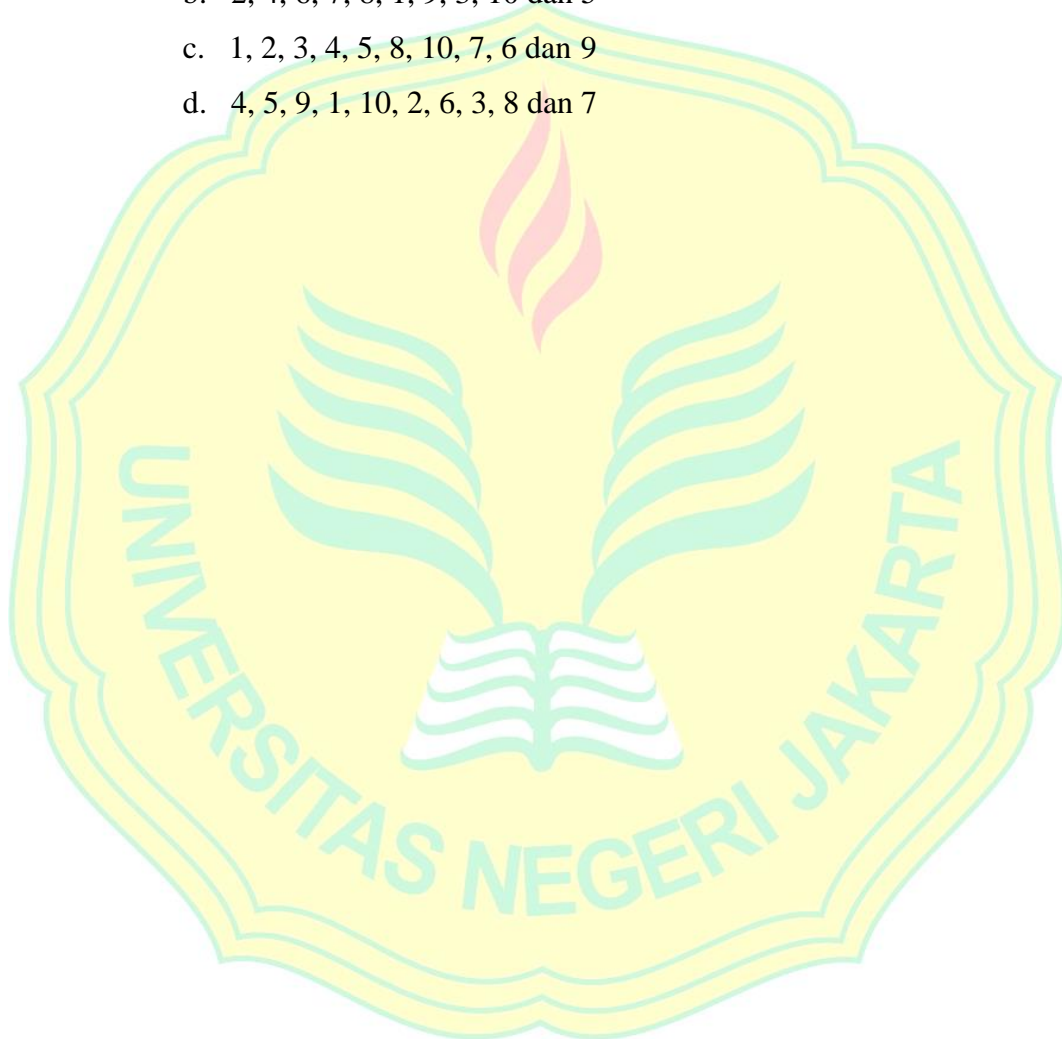 c. 1, 2, 3, 4, 5, 8, 10, 7, 6 dan 9
d. 4, 5, 9, 1, 10, 2, 6, 3, 8 dan 7
UNIVERSITAS NEGERI JAKARTA